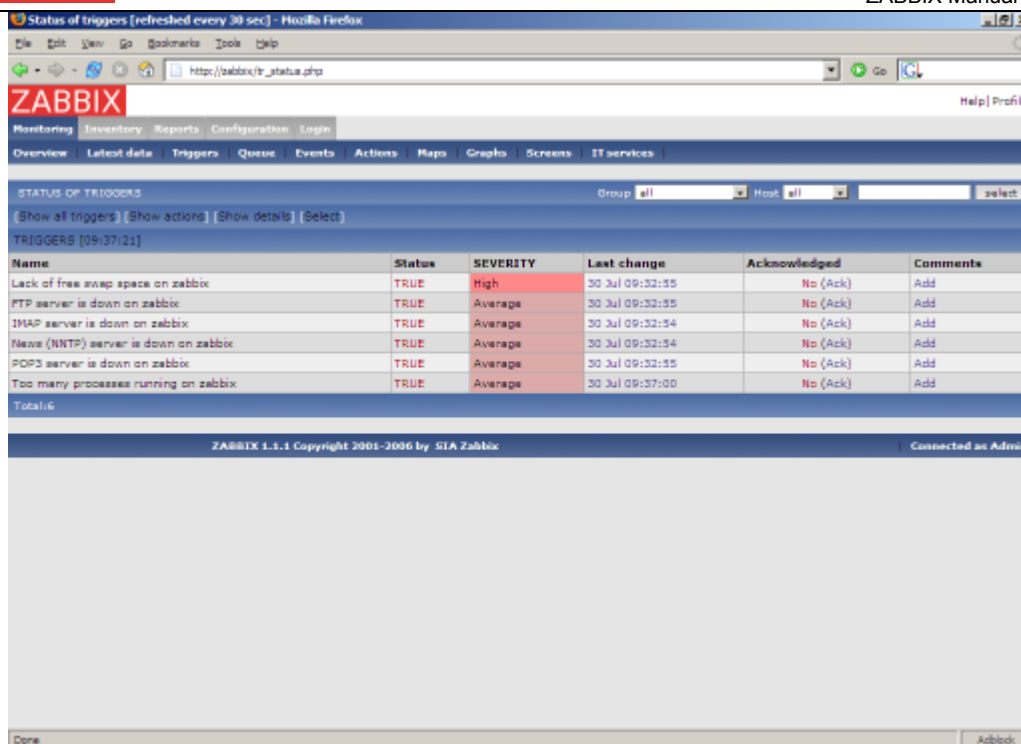 ZABBIX Manual
Status of triggers [refreshed every 30 sec] - Mozilla Firefox
File Edit View Go Bookmarks Tools Help
http://zabbix/tr_status.php Go
ZABBIX Help | Profil
Monitoring Inventory Reports Configuration Login
Overview Latest data Triggers Queue Events Actions Maps Graphs Screens IT services
STATUS OF TRIGGERS Group all Host all select
[Show all triggers] [Show actions] [Show details] [Select]
TRIGGERS [09:37:21]
Name Status SEVERITY Last change Acknowledged Comments
Lack of free swap space on zabbix TRUE High 30 Jul 09:32:55 No (Ack) Add
FTP server is down on zabbix TRUE Average 30 Jul 09:32:55 No (Ack) Add
IMAP server is down on zabbix TRUE Average 30 Jul 09:32:54 No (Ack) Add
News (NNTP) server is down on zabbix TRUE Average 30 Jul 09:32:54 No (Ack) Add
POP3 server is down on zabbix TRUE Average 30 Jul 09:32:55 No (Ack) Add
Too many processes running on zabbix TRUE Average 30 Jul 09:37:00 No (Ack) Add
Total:6
ZABBIX 1.1.1 Copyright 2001-2006 by SIA Zabbix Connected as Admi
Done Adblock